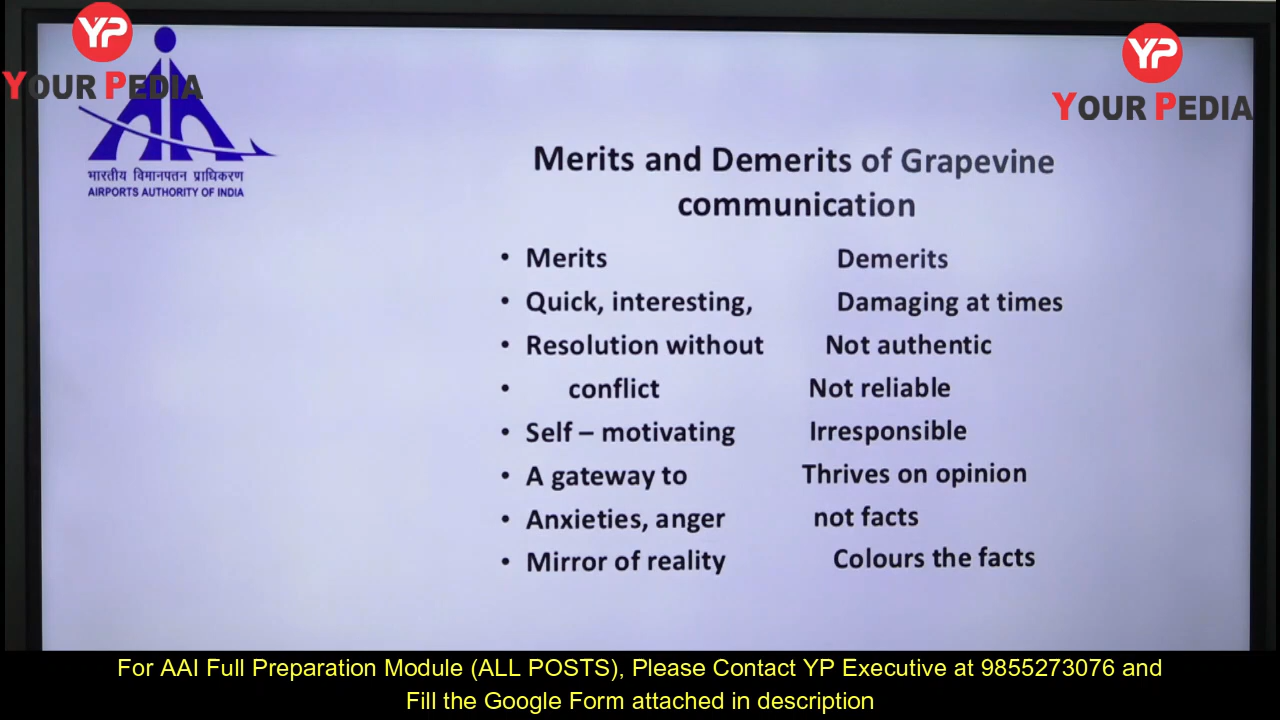 YP
YOUR PEDIA
YP
YOUR PEDIA
भारतीय विमानपत्तन प्राधिकरण
AIRPORTS AUTHORITY OF INDIA
Merits and Demerits of Grapevine
communication
• Merits Demerits
• Quick, interesting, Damaging at times
• Resolution without Not authentic
• conflict Not reliable
• Self – motivating Irresponsible
• A gateway to Thrives on opinion
• Anxieties, anger not facts
• Mirror of reality Colours the facts
For AAI Full Preparation Module (ALL POSTS), Please Contact YP Executive at 9855273076 and
Fill the Google Form attached in description